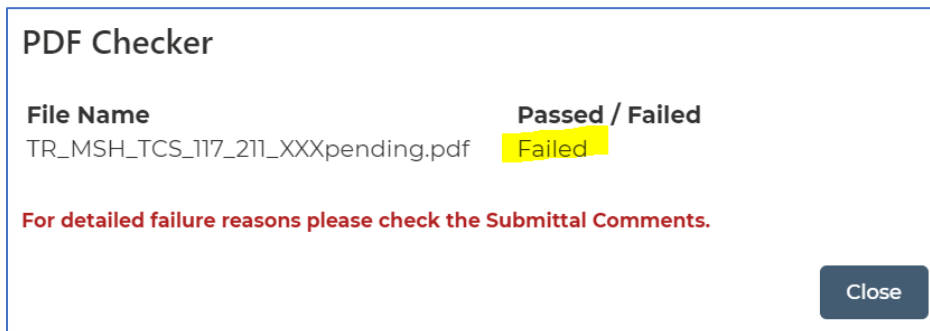 PDF Checker
File Name Passed / Failed
TR_MSH_TCS_117_211_XXXpending.pdf Failed
For detailed failure reasons please check the Submittal Comments.
Close